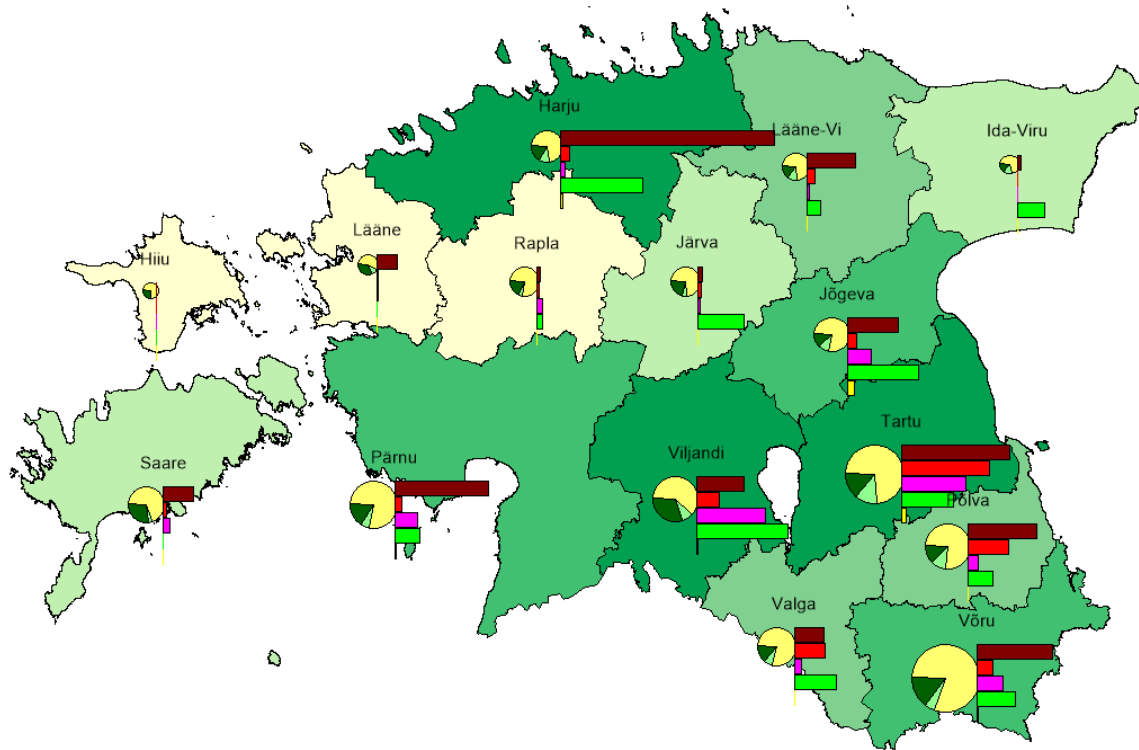 Harju
Lääne-Vi
Ida-Viru
Lääne
Rapla
Järva
Hiiu
Jõgeva
Tartu
Saare
Pärnu
Viljandi
Põlva
Valga
Võru